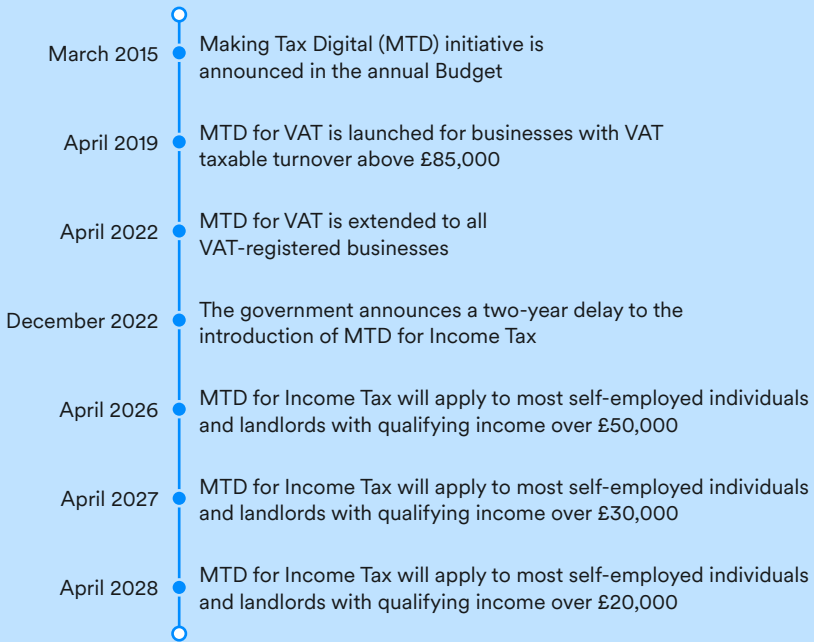 March 2015
Making Tax Digital (MTD) initiative is
announced in the annual Budget
April 2019
MTD for VAT is launched for businesses with VAT
taxable turnover above £85,000
April 2022
MTD for VAT is extended to all
VAT-registered businesses
December 2022
The government announces a two-year delay to the
introduction of MTD for Income Tax
April 2026
MTD for Income Tax will apply to most self-employed individuals
and landlords with qualifying income over £50,000
April 2027
MTD for Income Tax will apply to most self-employed individuals
and landlords with qualifying income over £30,000
April 2028
MTD for Income Tax will apply to most self-employed individuals
and landlords with qualifying income over £20,000